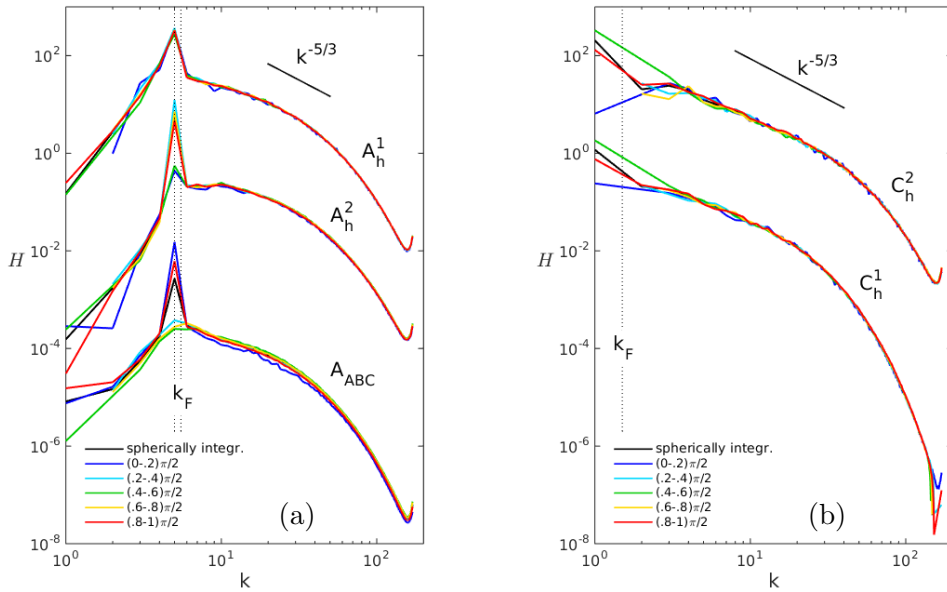 10^2
10^0
10^-2
10^-4
10^-6
10^-8
H
k^-5/3
A_h^1
A_h^2
A_ABC
k_F
spherically integr.
(0-.2)π/2
(.2-.4)π/2
(.4-.6)π/2
(.6-.8)π/2
(.8-1)π/2
(a)
10^0
10^1
10^2
k
10^2
10^0
10^-2
10^-4
10^-6
10^-8
H
k^-5/3
C_h^2
C_h^1
k_F
spherically integr.
(0-.2)π/2
(.2-.4)π/2
(.4-.6)π/2
(.6-.8)π/2
(.8-1)π/2
(b)
10^0
10^1
10^2
k